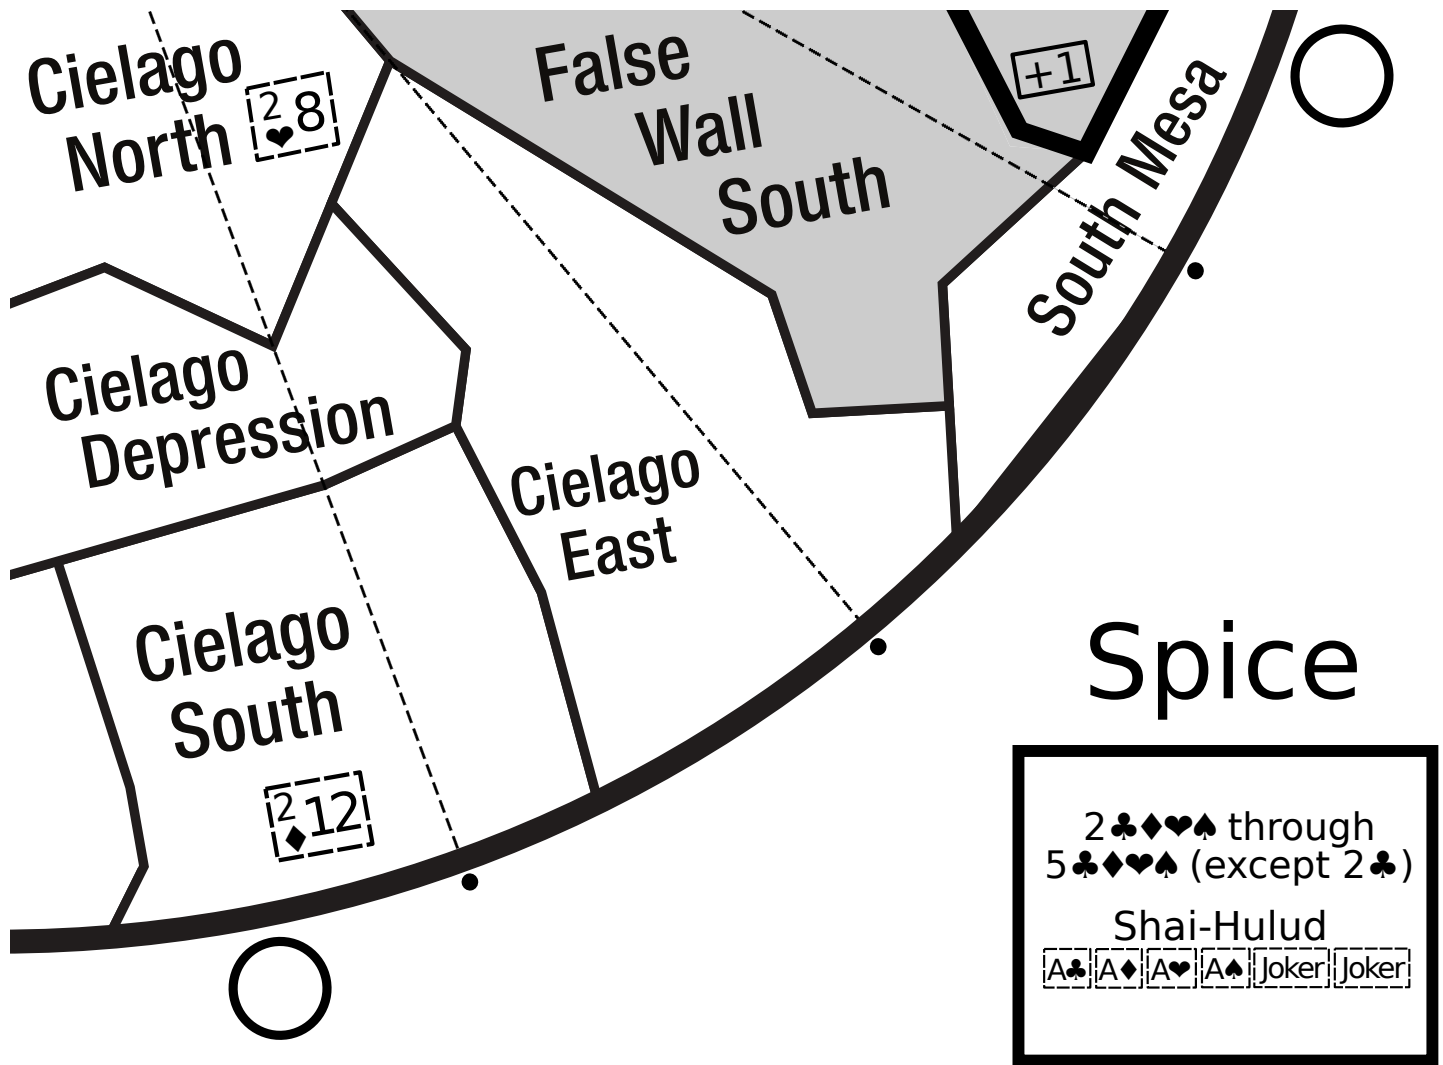 Cielago
North
2♥8
False
Wall
South
+1
South Mesa
Cielago
Depression
Cielago
East
Cielago
South
2♦12
Spice
2♣♦♥♠ through
5♣♦♥♠ (except 2♣)
Shai-Hulud
A♣ A♦ A♥ A♠ Joker Joker